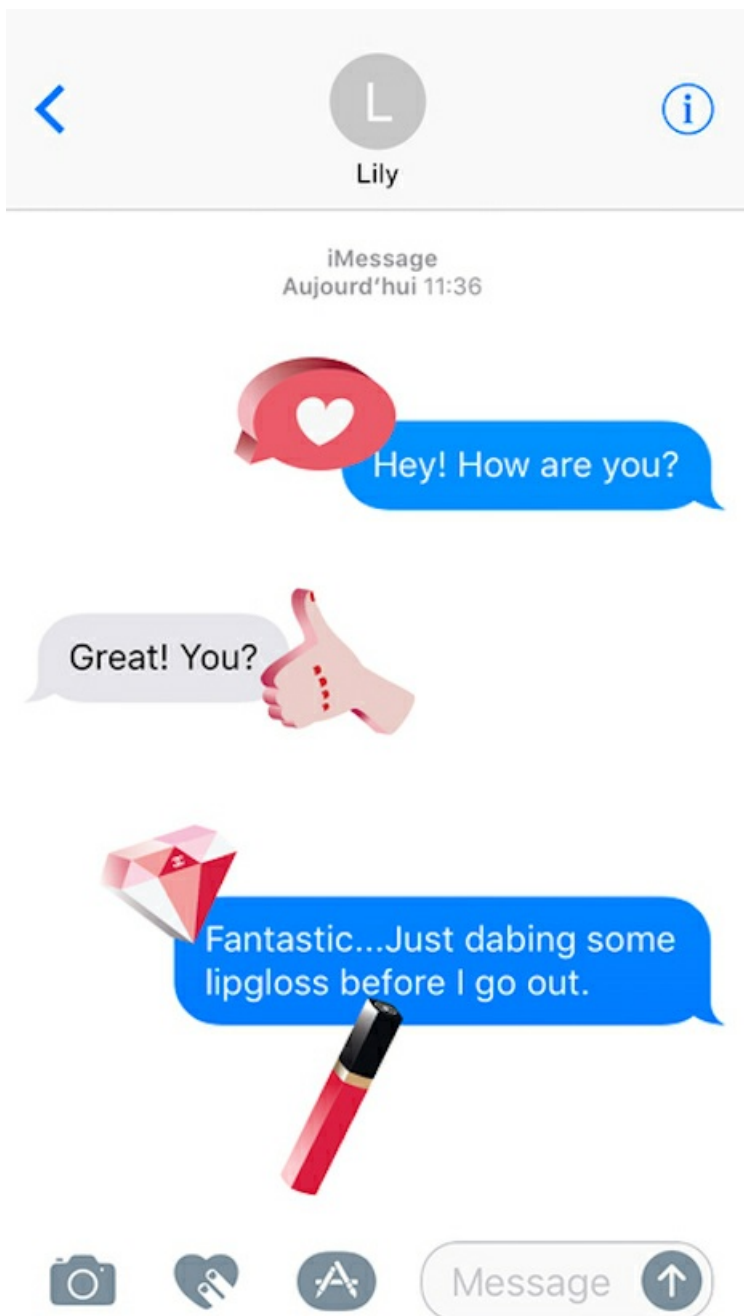 L
Lily
iMessage
Aujourd'hui 11:36
Hey! How are you?
Great! You?
Fantastic...Just dabing some
lipgloss before I go out.
Message